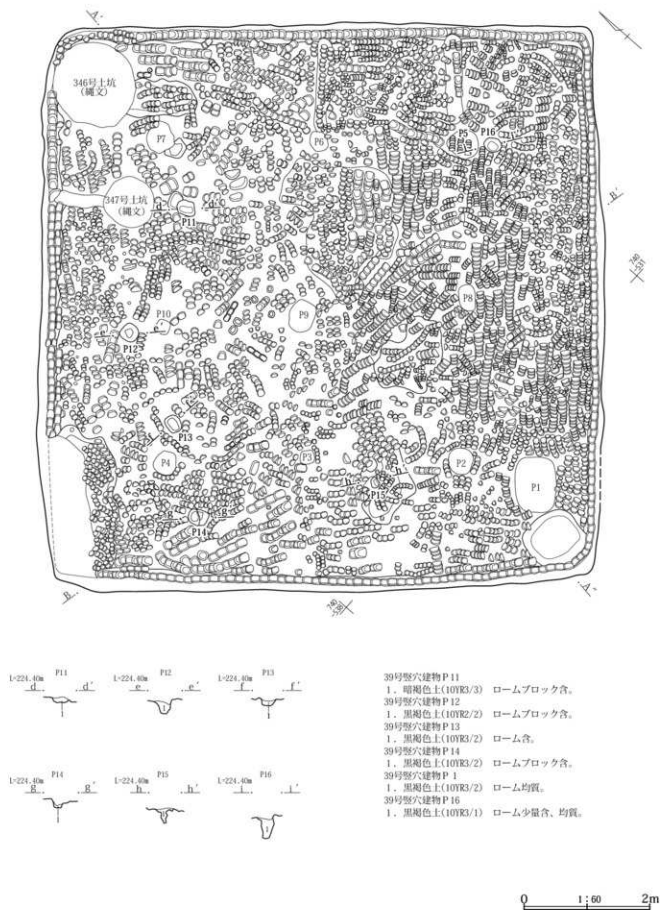 A'
346号土坑
(縄文)
P7
P6
P5 P16
347号土坑
(縄文)
d d'
P11
B'
740
-531
P10
e e'
P12
P9
P8
f
P13
P4
P3
h h'
P15
P2
P1
g g'
P14
B
740
-538
A"
P11
L=224.40m
d d'
1
P12
L=224.40m
e e'
1
P13
L=224.40m
f f'
1
P14
L=224.40m
g g'
1
P15
L=224.40m
h h'
1
P16
L=224.40m
i i'
1
39号竪穴建物P11
1. 暗褐色土(10YR3/3) ロームブロック含。
39号竪穴建物P12
1. 黒褐色土(10YR2/2) ロームブロック含。
39号竪穴建物P13
1. 黒褐色土(10YR3/2) ローム含。
39号竪穴建物P14
1. 黒褐色土(10YR3/2) ロームブロック含。
39号竪穴建物P1
1. 黒褐色土(10YR3/2) ローム均質。
39号竪穴建物P16
1. 黒褐色土(10YR3/1) ローム少量含、均質。
0 1:60 2m